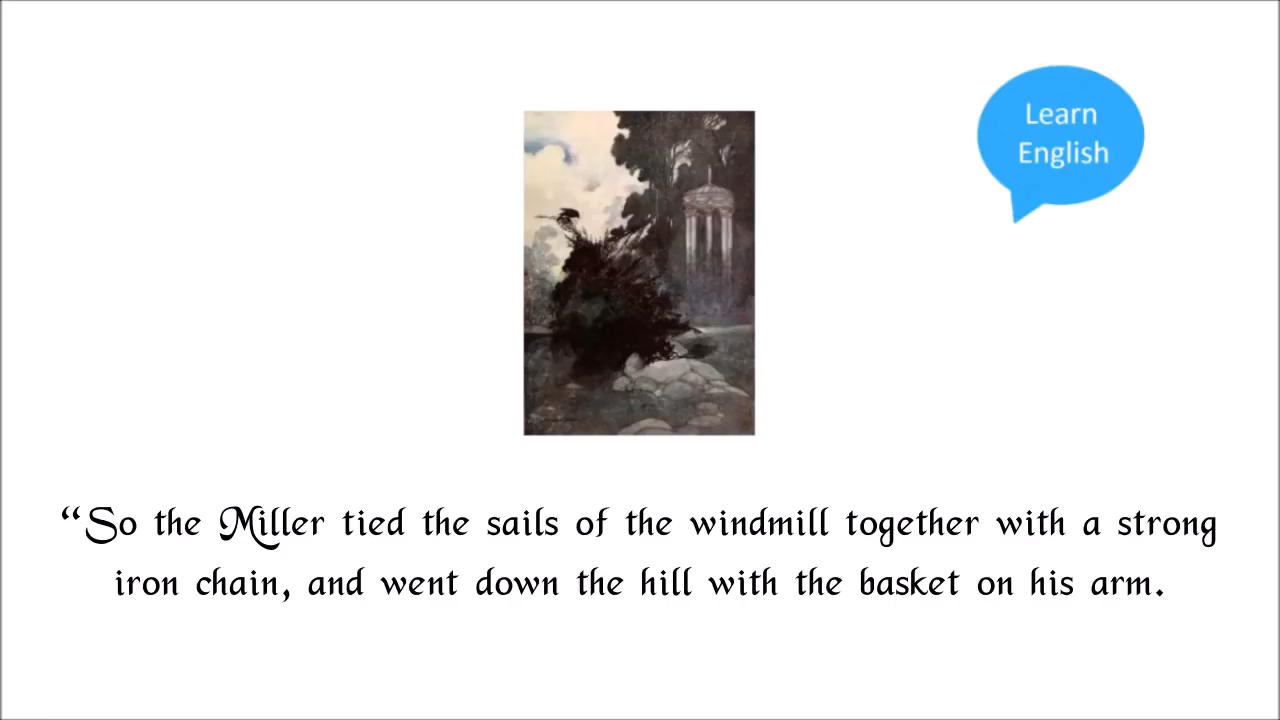 Learn
English
“So the Miller tied the sails of the windmill together with a strong
iron chain, and went down the hill with the basket on his arm.